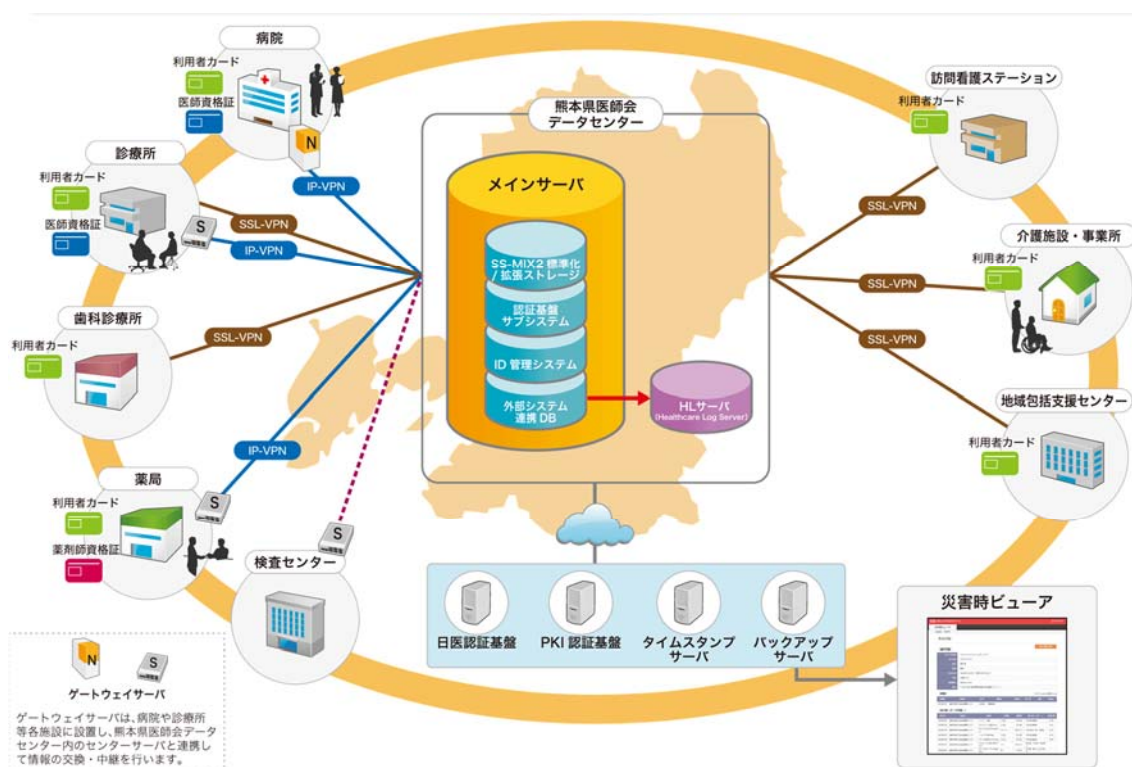 病院
利用者カード
医師資格証
N
IP-VPN
診療所
利用者カード
医師資格証
S
SSL-VPN
IP-VPN
歯科診療所
利用者カード
SSL-VPN
薬局
利用者カード
薬剤師資格証
S
IP-VPN
検査センター
S
熊本県医師会
データセンター
メインサーバ
SS-MIX2 標準化
/ 拡張ストレージ
認証基盤
サブシステム
ID 管理システム
外部システム
連携 DB
HLサーバ
(Healthcare Log Server)
訪問看護ステーション
利用者カード
SSL-VPN
介護施設・事業所
利用者カード
SSL-VPN
地域包括支援センター
利用者カード
SSL-VPN
日医認証基盤
PKI 認証基盤
タイムスタンプ
サーバ
バックアップ
サーバ
災害時ビューア
N
S
ゲートウェイサーバ
ゲートウェイサーバは、病院や診療所
等各施設に設置し、熊本県医師会データ
センター内のセンターサーバと連携し
て情報の交換・中継を行います。